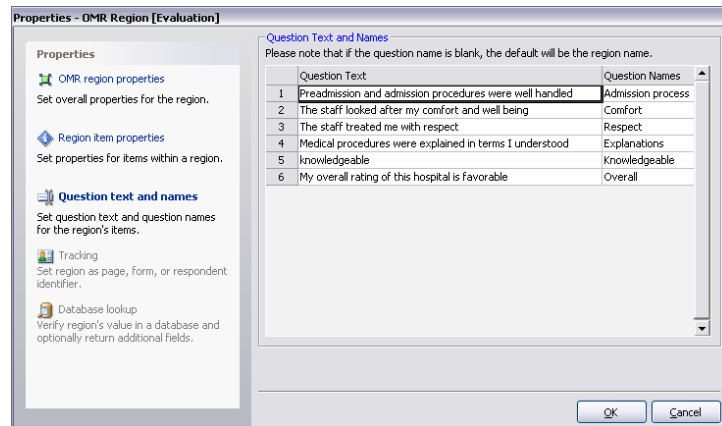 Properties - OMR Region [Evaluation]
Properties
OMR region properties
Set overall properties for the region.
Region item properties
Set properties for items within a region.
Question text and names
Set question text and question names
for the region's items.
Tracking
Set region as page, form, or respondent
identifier.
Database lookup
Verify region's value in a database and
optionally return additional fields.
Question Text and Names
Please note that if the question name is blank, the default will be the region name.
Question Text Question Names
1 Preadmission and admission procedures were well handled Admission process
2 The staff looked after my comfort and well being Comfort
3 The staff treated me with respect Respect
4 Medical procedures were explained in terms I understood Explanations
5 knowledgeable Knowledgeable
6 My overall rating of this hospital is favorable Overall
OK Cancel